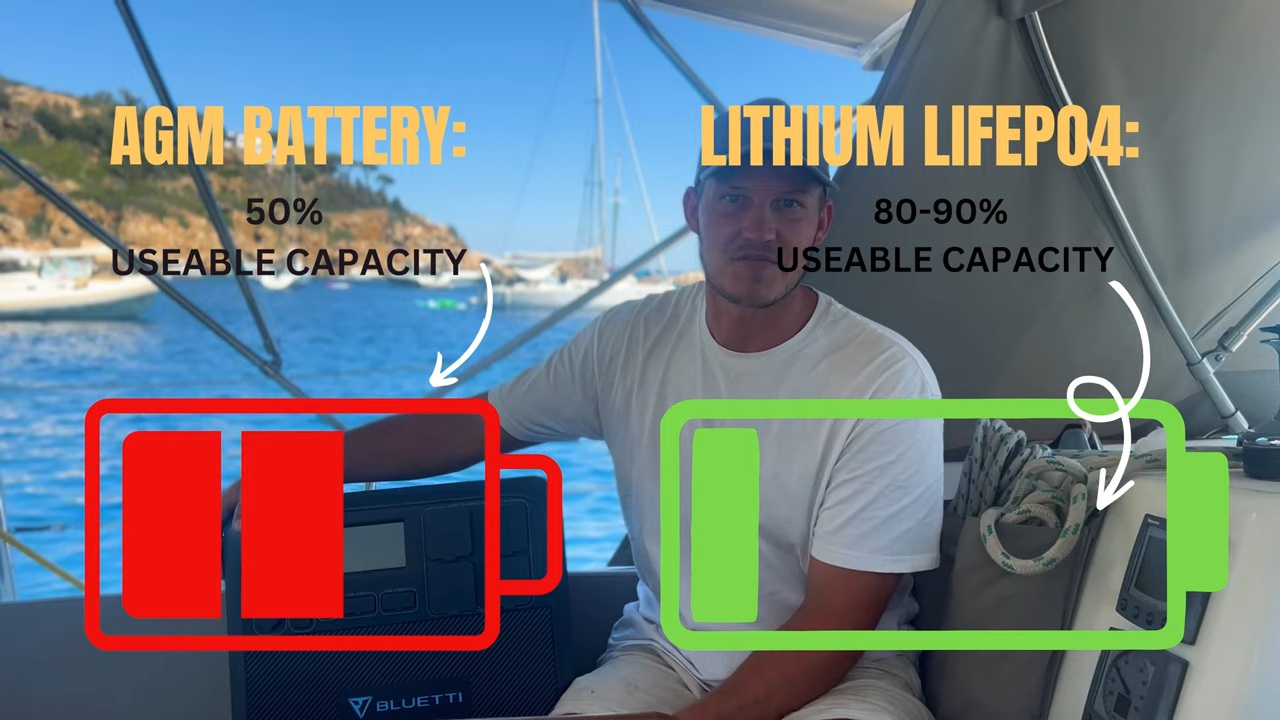 AGM BATTERY:
50%
USEABLE CAPACITY
LITHIUM LIFEPO4:
80-90%
USEABLE CAPACITY
BLUETTI